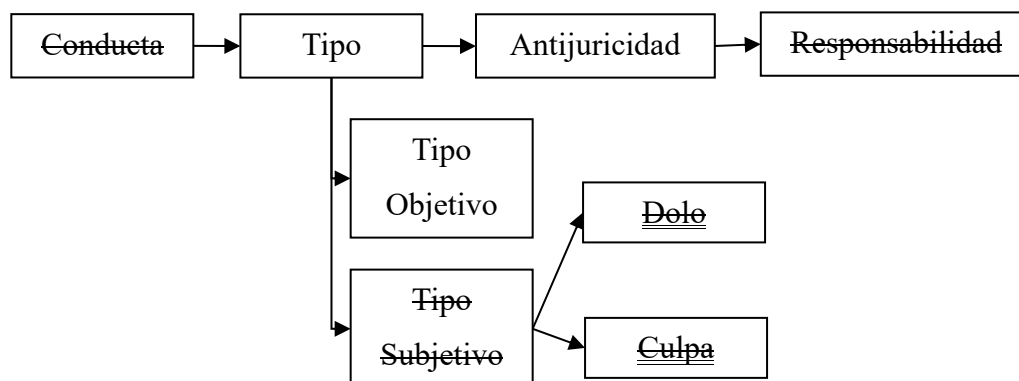 Conducta
Tipo
Antijuricidad
Responsabilidad
Tipo
Objetivo
Dolo
Tipo
Subjetivo
Culpa